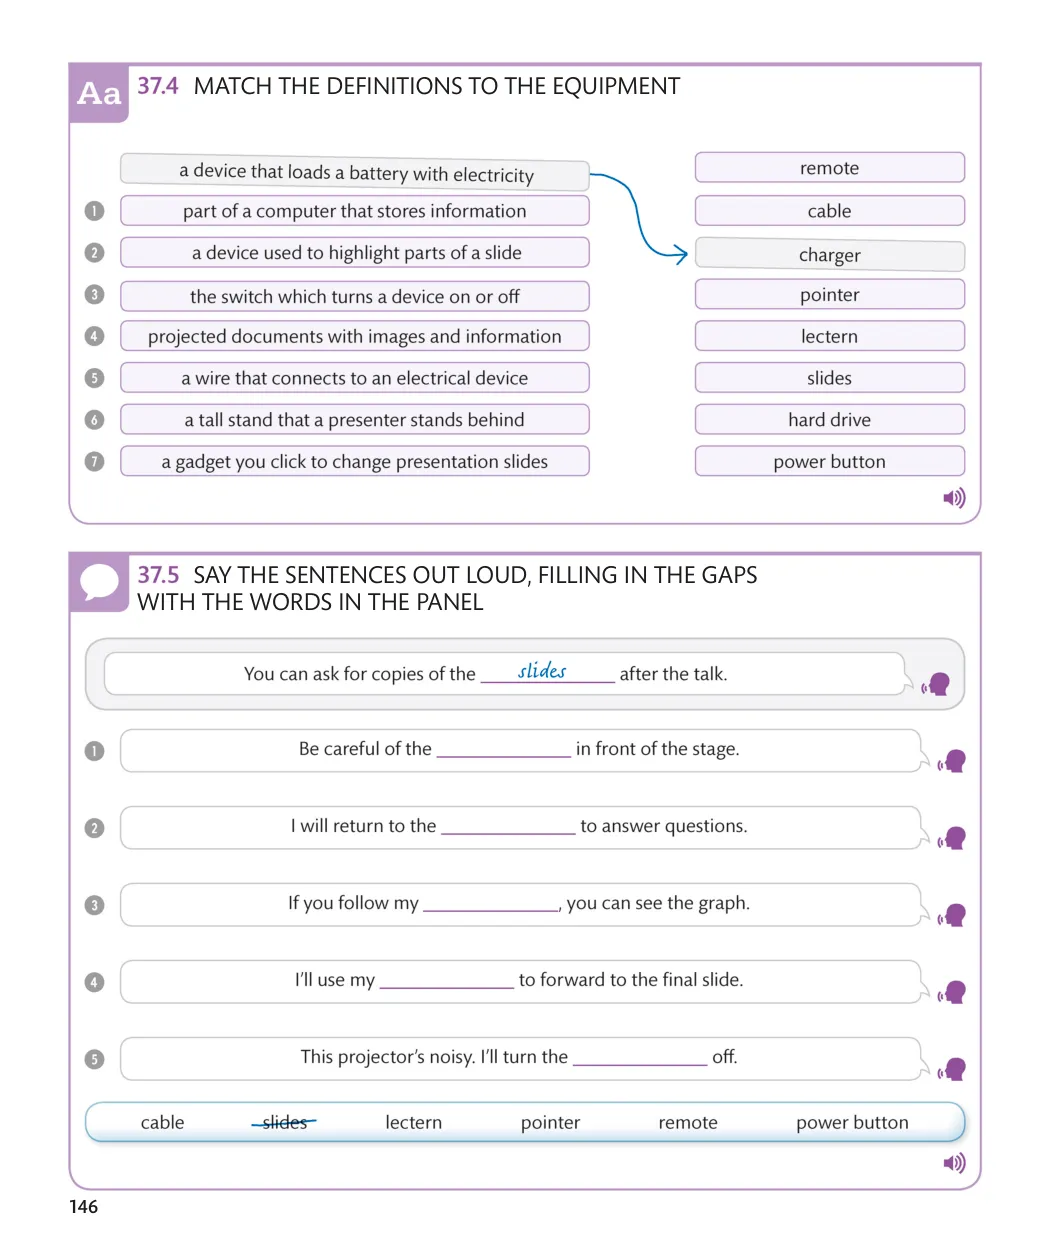 Aa
37.4 MATCH THE DEFINITIONS TO THE EQUIPMENT
a device that loads a battery with electricity
remote
1 part of a computer that stores information
cable
2 a device used to highlight parts of a slide
charger
3 the switch which turns a device on or off
pointer
4 projected documents with images and information
lectern
5 a wire that connects to an electrical device
slides
6 a tall stand that a presenter stands behind
hard drive
7 a gadget you click to change presentation slides
power button
37.5 SAY THE SENTENCES OUT LOUD, FILLING IN THE GAPS
WITH THE WORDS IN THE PANEL
You can ask for copies of the slides after the talk.
1 Be careful of the ______________ in front of the stage.
2 I will return to the ______________ to answer questions.
3 If you follow my ______________, you can see the graph.
4 I'll use my ______________ to forward to the final slide.
5 This projector's noisy. I'll turn the ______________ off.
cable slides lectern pointer remote power button
146